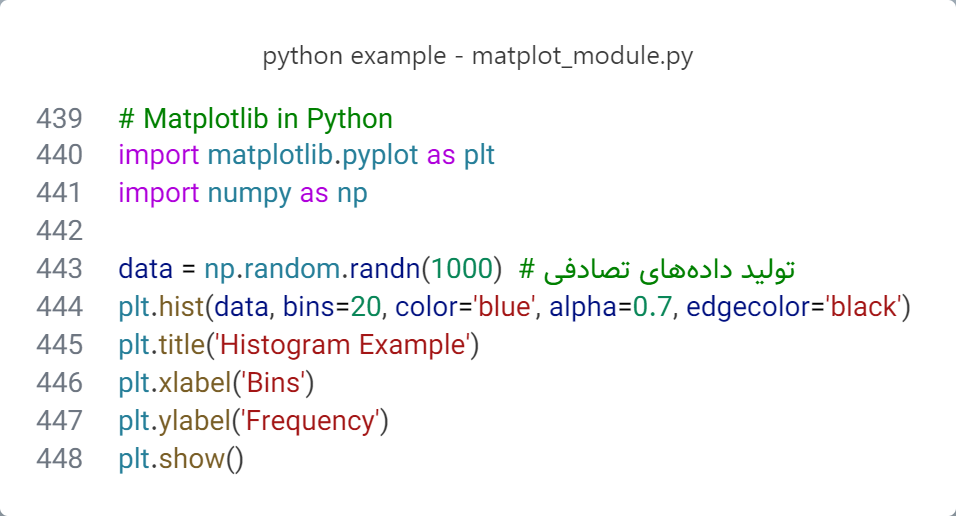 python example - matplot_module.py
439 # Matplotlib in Python
440 import matplotlib.pyplot as plt
441 import numpy as np
442
443 data = np.random.randn(1000)  # تولید داده‌های تصادفی
444 plt.hist(data, bins=20, color='blue', alpha=0.7, edgecolor='black')
445 plt.title('Histogram Example')
446 plt.xlabel('Bins')
447 plt.ylabel('Frequency')
448 plt.show()